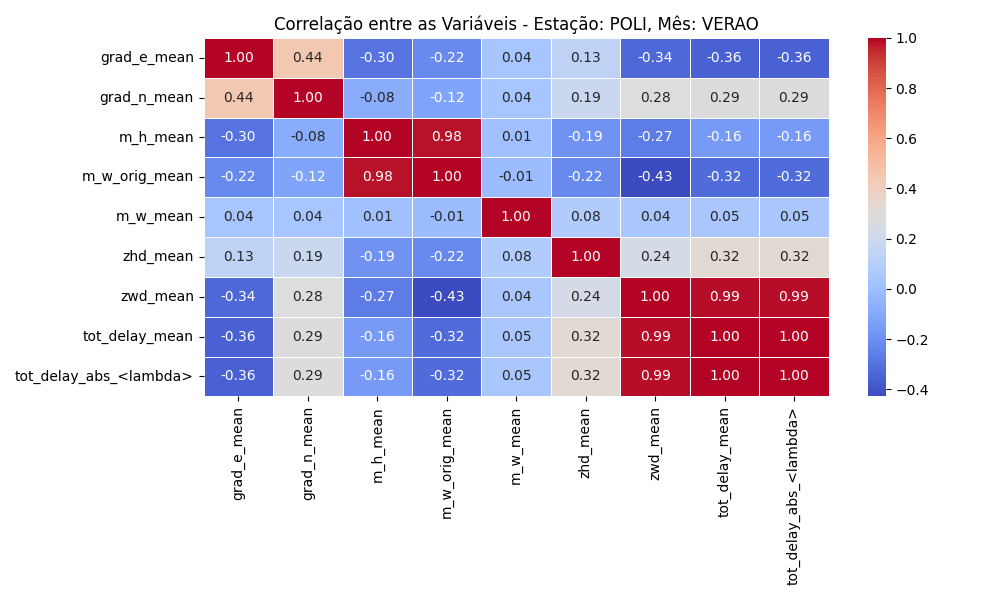 Correlação entre as Variáveis - Estação: POLI, Mês: VERAO
grad_e_mean 1.00 0.44 -0.30 -0.22 0.04 0.13 -0.34 -0.36 -0.36
grad_n_mean 0.44 1.00 -0.08 -0.12 0.04 0.19 0.28 0.29 0.29
m_h_mean -0.30 -0.08 1.00 0.98 0.01 -0.19 -0.27 -0.16 -0.16
m_w_orig_mean -0.22 -0.12 0.98 1.00 -0.01 -0.22 -0.43 -0.32 -0.32
m_w_mean 0.04 0.04 0.01 -0.01 1.00 0.08 0.04 0.05 0.05
zhd_mean 0.13 0.19 -0.19 -0.22 0.08 1.00 0.24 0.32 0.32
zwd_mean -0.34 0.28 -0.27 -0.43 0.04 0.24 1.00 0.99 0.99
tot_delay_mean -0.36 0.29 -0.16 -0.32 0.05 0.32 0.99 1.00 1.00
tot_delay_abs_<lambda> -0.36 0.29 -0.16 -0.32 0.05 0.32 0.99 1.00 1.00
grad_e_mean
grad_n_mean
m_h_mean
m_w_orig_mean
m_w_mean
zhd_mean
zwd_mean
tot_delay_mean
tot_delay_abs_<lambda>
1.0
0.8
0.6
0.4
0.2
0.0
−0.2
−0.4